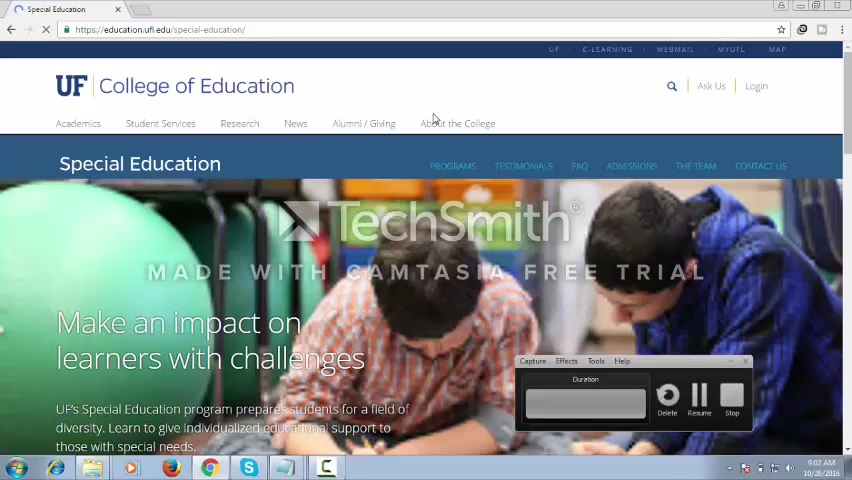 Special Education
https://education.ufl.edu/special-education/
UF E-LEARNING WEBMAIL MYUFL MAP
UF College of Education
Ask Us Login
Academics Student Services Research News Alumni / Giving About the College
Special Education
PROGRAMS TESTIMONIALS FAQ ADMISSIONS THE TEAM CONTACT US
TechSmith®
MADE WITH CAMTASIA FREE TRIAL
Make an impact on
learners with challenges
UF's Special Education program prepares students for a field of
diversity. Learn to give individualized educational support to
those with special needs.
Capture Effects Tools Help
Duration
Delete Resume Stop
9:02 AM
10/26/2016